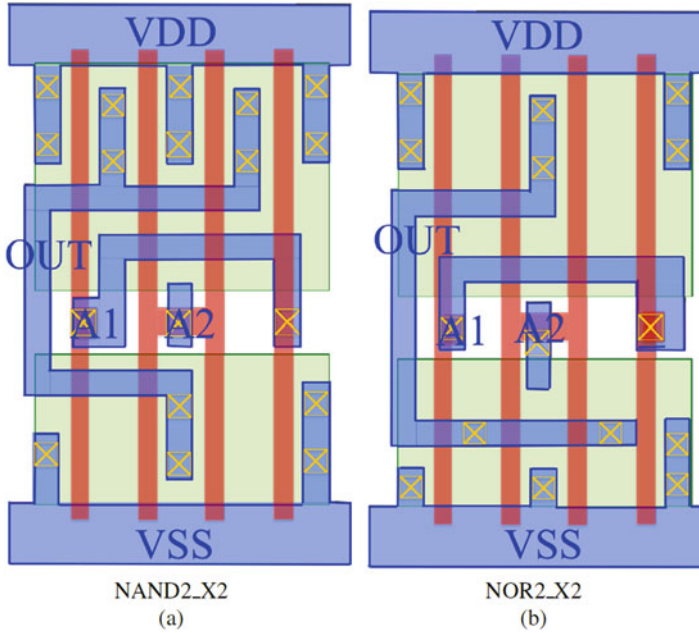 VDD
VDD
OUT
OUT
A1
A2
A1
A2
VSS
VSS
NAND2_X2
NOR2_X2
(a)
(b)